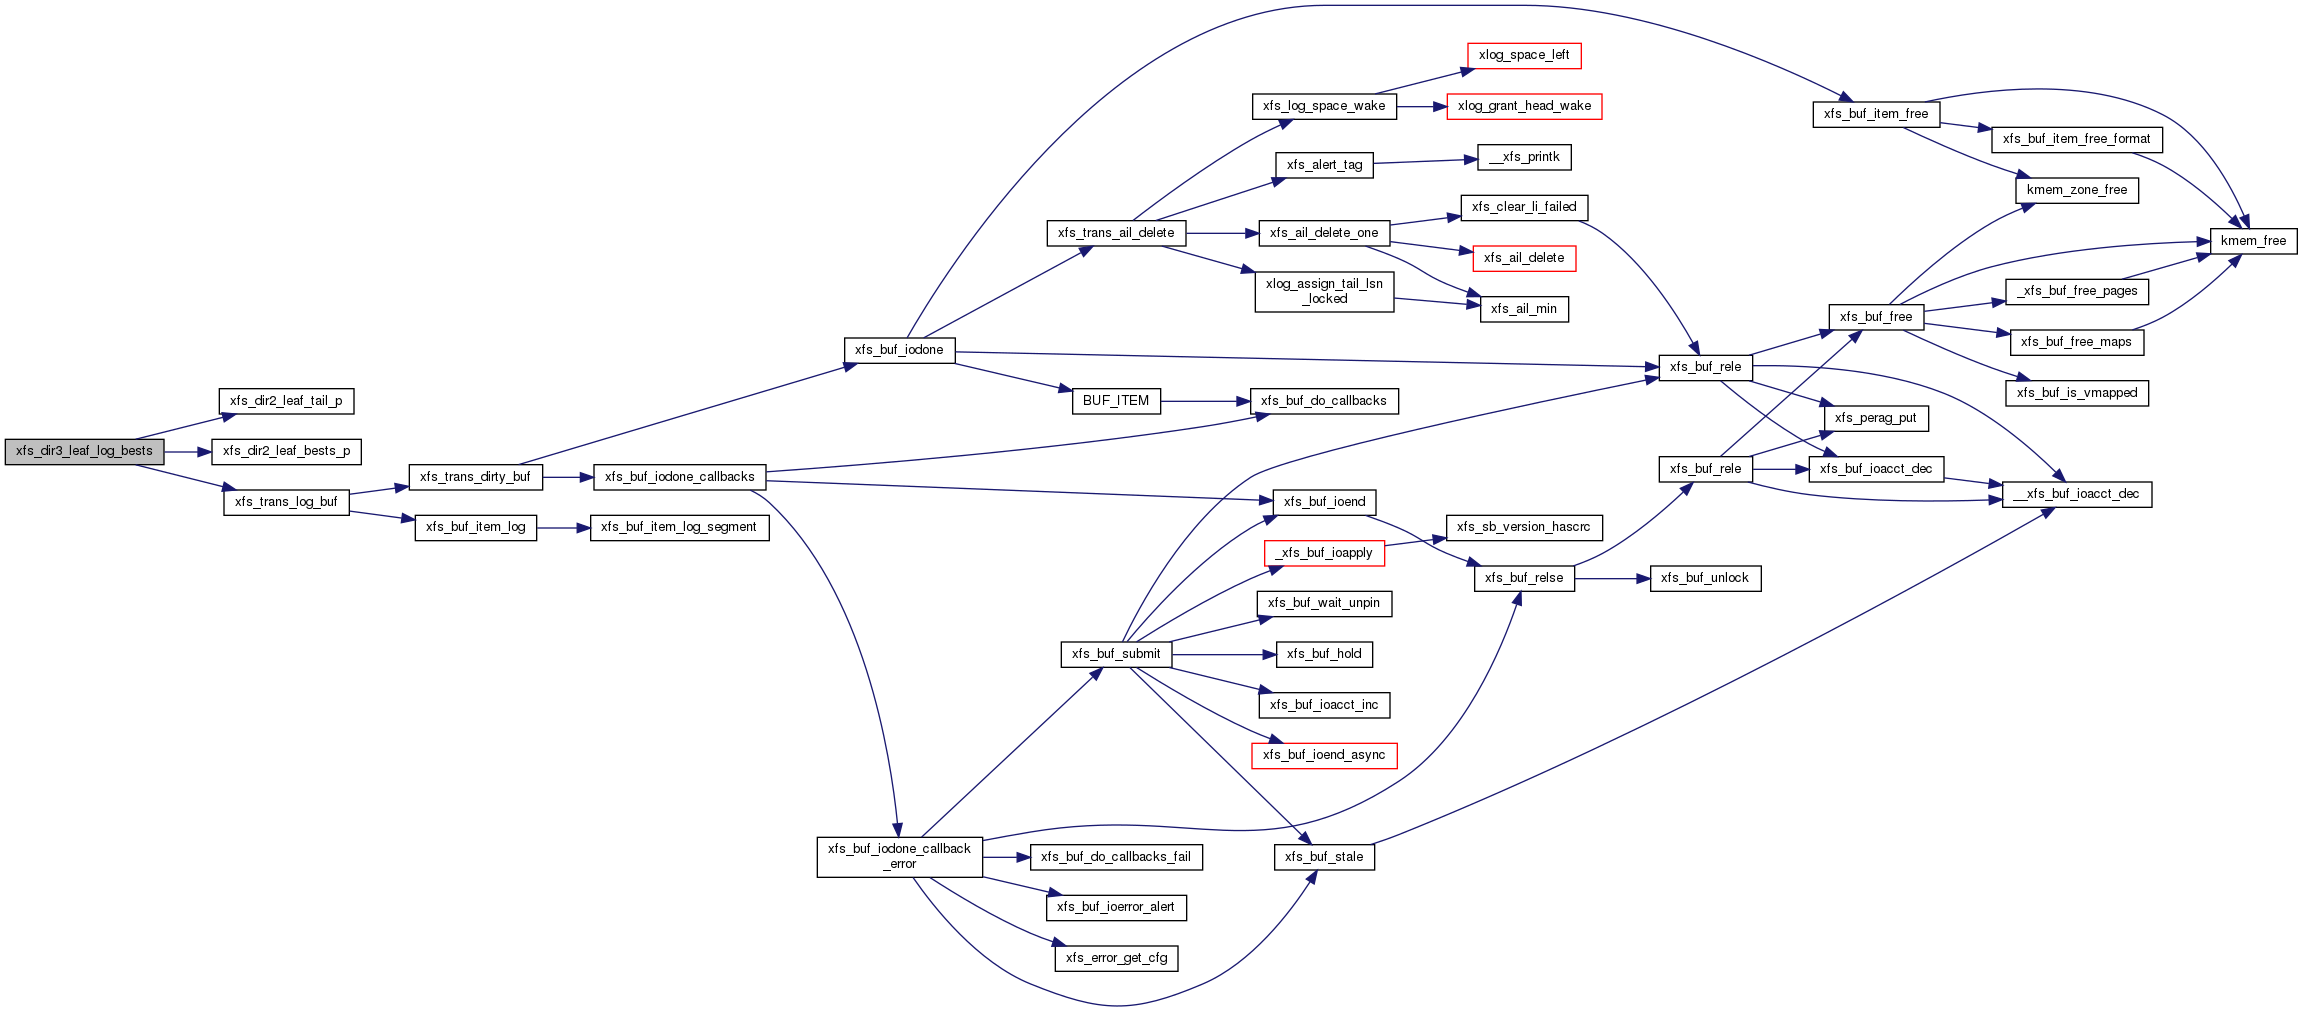 xlog_space_left
xfs_log_space_wake
xlog_grant_head_wake
xfs_buf_item_free
xfs_buf_item_free_format
xfs_alert_tag
__xfs_printk
kmem_zone_free
xfs_clear_li_failed
xfs_trans_ail_delete
xfs_ail_delete_one
kmem_free
xfs_ail_delete
xlog_assign_tail_lsn
_locked
_xfs_buf_free_pages
xfs_ail_min
xfs_buf_free
xfs_buf_free_maps
xfs_buf_iodone
xfs_buf_rele
xfs_buf_is_vmapped
xfs_dir2_leaf_tail_p
BUF_ITEM
xfs_buf_do_callbacks
xfs_perag_put
xfs_dir3_leaf_log_bests
xfs_dir2_leaf_bests_p
xfs_trans_dirty_buf
xfs_buf_iodone_callbacks
xfs_buf_rele
xfs_buf_ioacct_dec
xfs_trans_log_buf
xfs_buf_ioend
__xfs_buf_ioacct_dec
xfs_buf_item_log
xfs_buf_item_log_segment
xfs_sb_version_hascrc
_xfs_buf_ioapply
xfs_buf_relse
xfs_buf_unlock
xfs_buf_wait_unpin
xfs_buf_submit
xfs_buf_hold
xfs_buf_ioacct_inc
xfs_buf_ioend_async
xfs_buf_iodone_callback
_error
xfs_buf_do_callbacks_fail
xfs_buf_stale
xfs_buf_ioerror_alert
xfs_error_get_cfg